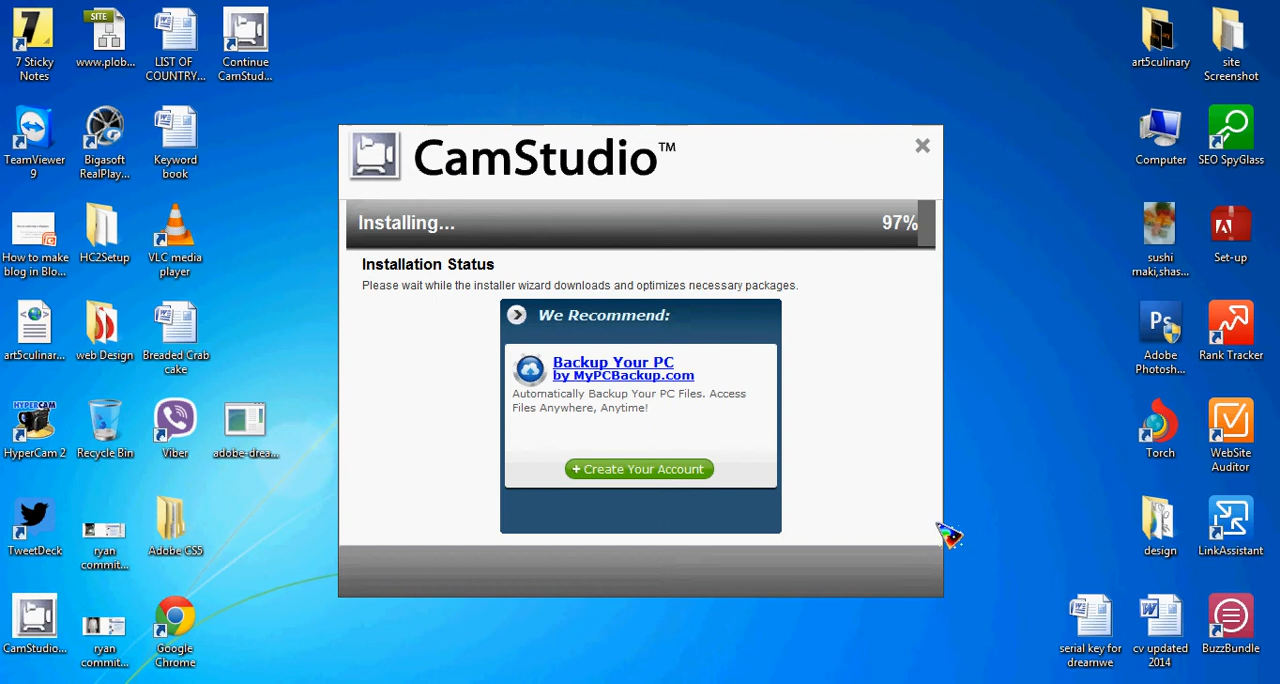 7 Sticky
Notes
SITE
www.plob...
LIST OF
COUNTRY...
Continue
CamStud...
TeamViewer
9
Bigasoft
RealPlay...
Keyword
book
How to make
blog in Blo...
HC2Setup
VLC media
player
art5culinar...
web Design
Breaded Crab
cake
HYPERCAM
HyperCam 2
Recycle Bin
Viber
adobe-drea...
TweetDeck
ryan
commit...
Adobe CS5
CamStudio...
ryan
commit...
Google
Chrome
CamStudio™
Installing...
97%
Installation Status
Please wait while the installer wizard downloads and optimizes necessary packages.
We Recommend:
Backup Your PC
by MyPCBackup.com
Automatically Backup Your PC Files. Access
Files Anywhere, Anytime!
+ Create Your Account
art5culinary
site
Screenshot
Computer
SEO SpyGlass
sushi
maki,shas...
Set-up
Ps
Adobe
Photosh...
Rank Tracker
Torch
WebSite
Auditor
design
LinkAssistant
serial key for
dreamwe
cv updated
2014
BuzzBundle